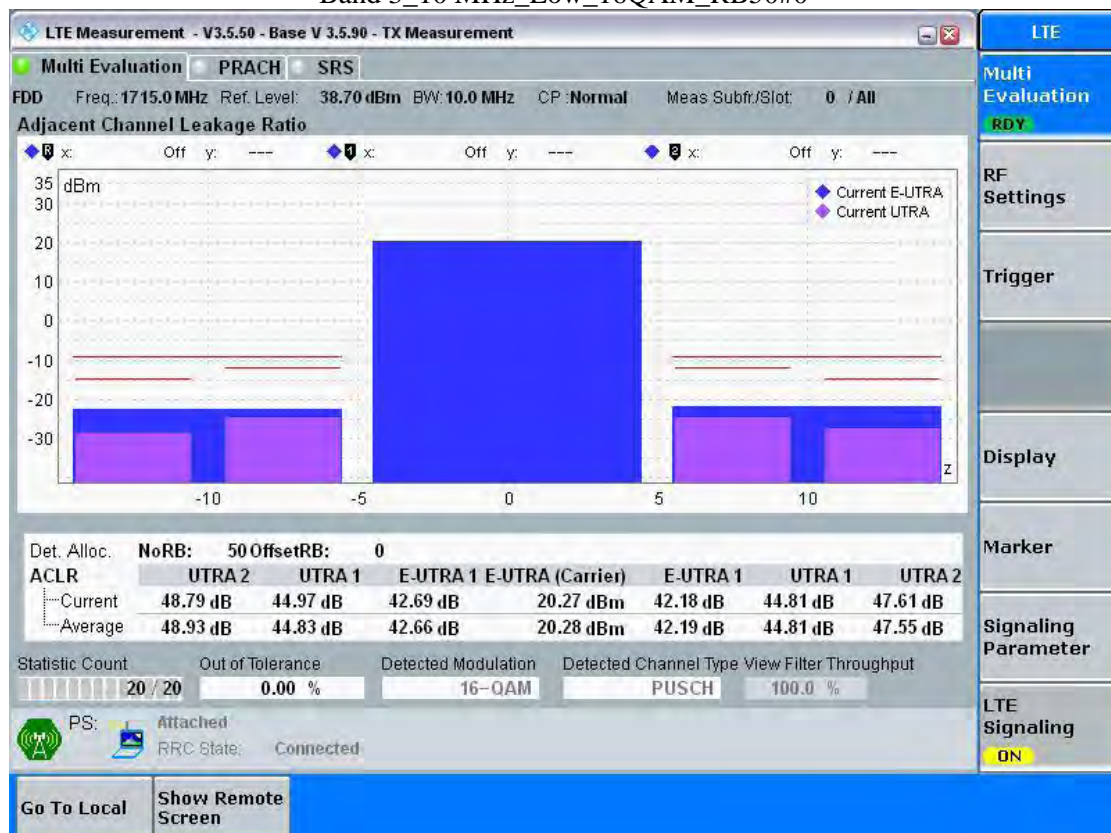 LTE Measurement - V3.5.50 - Base V 3.5.90 - TX Measurement
LTE
Multi Evaluation PRACH SRS
Multi Evaluation
RDY
FDD Freq.: 1715.0 MHz Ref. Level: 38.70 dBm BW: 10.0 MHz CP :Normal Meas Subfr./Slot: 0 / All
Adjacent Channel Leakage Ratio
R x: Off y: --- 1 x: Off y: --- 2 x: Off y: ---
35 dBm
30
20
10
0
-10
-20
-30
Current E-UTRA
Current UTRA
z
-10 -5 0 5 10
RF Settings
Trigger
Display
Marker
Signaling Parameter
LTE Signaling
ON
Det. Alloc. NoRB: 50 OffsetRB: 0
ACLR UTRA 2 UTRA 1 E-UTRA 1 E-UTRA (Carrier) E-UTRA 1 UTRA 1 UTRA 2
Current 48.79 dB 44.97 dB 42.69 dB 20.27 dBm 42.18 dB 44.81 dB 47.61 dB
Average 48.93 dB 44.83 dB 42.66 dB 20.28 dBm 42.19 dB 44.81 dB 47.55 dB
Statistic Count Out of Tolerance Detected Modulation Detected Channel Type View Filter Throughput
20 / 20 0.00 % 16-QAM PUSCH 100.0 %
PS: Attached
RRC State: Connected
Go To Local
Show Remote Screen